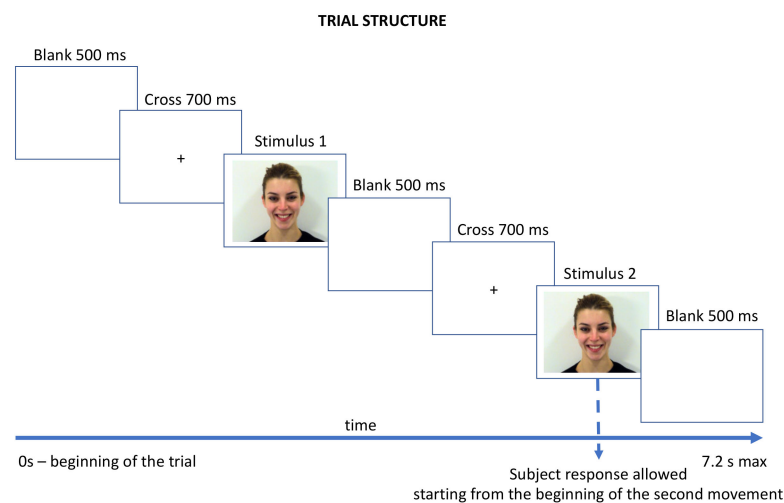 TRIAL STRUCTURE
Blank 500 ms
Cross 700 ms
+
Stimulus 1
Blank 500 ms
Cross 700 ms
+
Stimulus 2
Blank 500 ms
time
0s – beginning of the trial
7.2 s max
Subject response allowed
starting from the beginning of the second movement